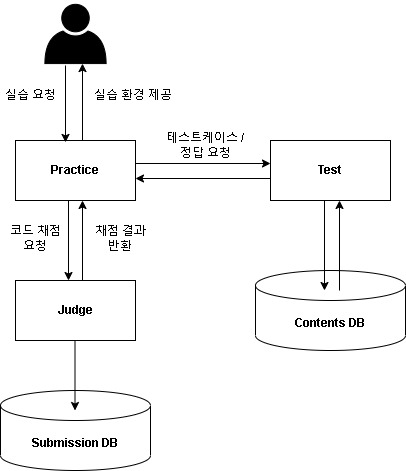 실습 요청
실습 환경 제공
테스트케이스 /
정답 요청
Practice
Test
코드 채점
요청
채점 결과
반환
Judge
Contents DB
Submission DB